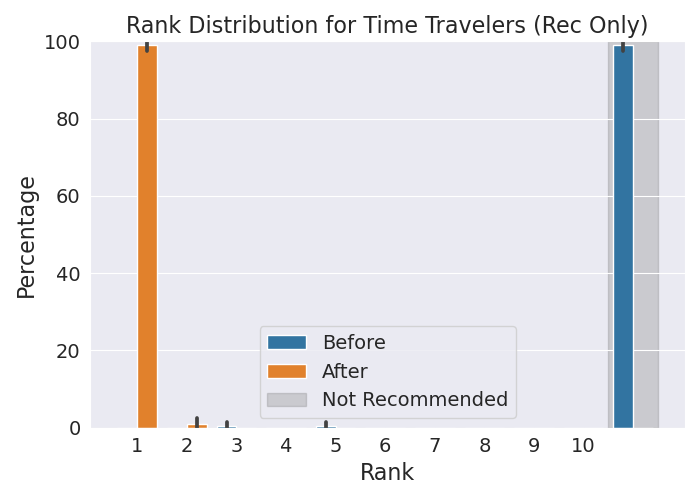 Rank Distribution for Time Travelers (Rec Only)
100
80
60
40
20
0
Percentage
Before
After
Not Recommended
1 2 3 4 5 6 7 8 9 10
Rank